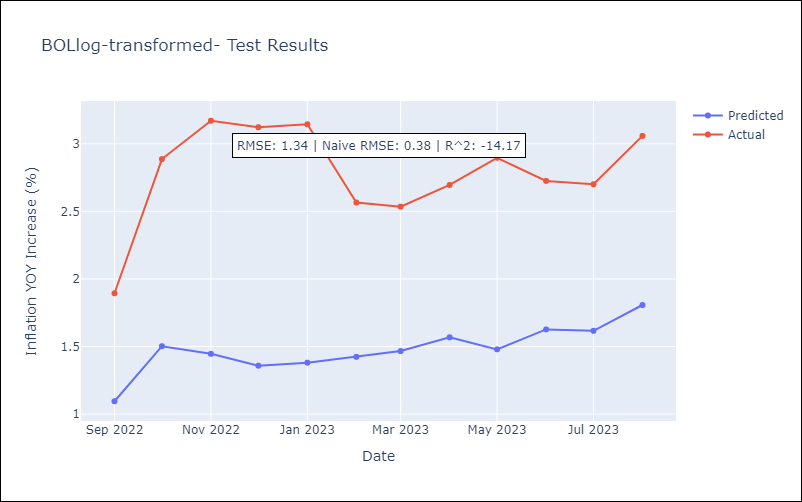 BOLlog-transformed- Test Results
Predicted
Actual
RMSE: 1.34 | Naive RMSE: 0.38 | R^2: -14.17
Inflation YOY Increase (%)
3
2.5
2
1.5
1
Sep 2022
Nov 2022
Jan 2023
Mar 2023
May 2023
Jul 2023
Date